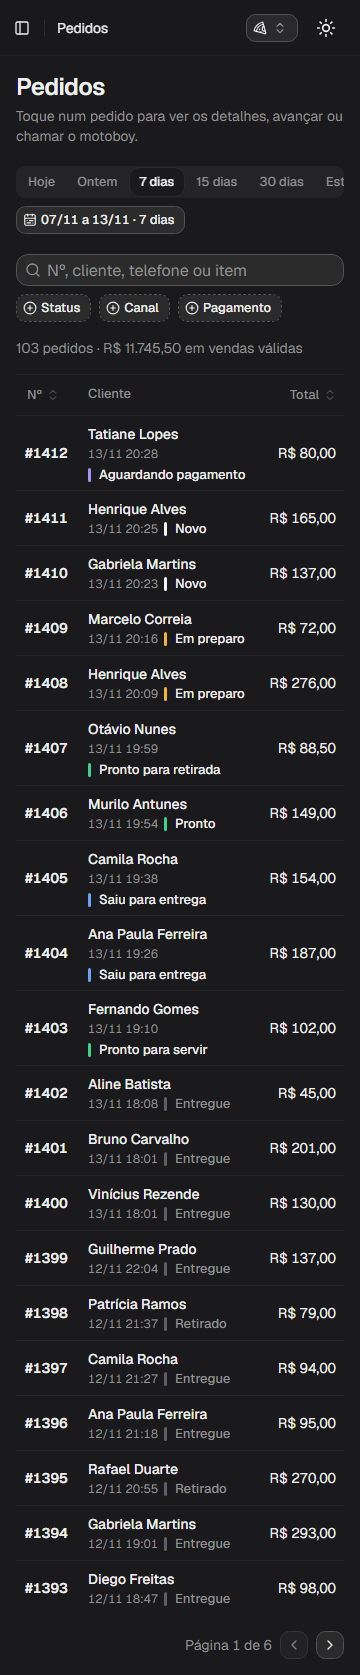 Pedidos
Pedidos
Toque num pedido para ver os detalhes, avançar ou
chamar o motoboy.
Hoje Ontem 7 dias 15 dias 30 dias Est
07/11 a 13/11 · 7 dias
Nº, cliente, telefone ou item
Status Canal Pagamento
103 pedidos · R$ 11.745,50 em vendas válidas
Nº Cliente Total
#1412 Tatiane Lopes R$ 80,00
13/11 20:28
Aguardando pagamento
#1411 Henrique Alves R$ 165,00
13/11 20:25 Novo
#1410 Gabriela Martins R$ 137,00
13/11 20:23 Novo
#1409 Marcelo Correia R$ 72,00
13/11 20:16 Em preparo
#1408 Henrique Alves R$ 276,00
13/11 20:09 Em preparo
#1407 Otávio Nunes R$ 88,50
13/11 19:59
Pronto para retirada
#1406 Murilo Antunes R$ 149,00
13/11 19:54 Pronto
#1405 Camila Rocha R$ 154,00
13/11 19:38
Saiu para entrega
#1404 Ana Paula Ferreira R$ 187,00
13/11 19:26
Saiu para entrega
#1403 Fernando Gomes R$ 102,00
13/11 19:10
Pronto para servir
#1402 Aline Batista R$ 45,00
13/11 18:08 Entregue
#1401 Bruno Carvalho R$ 201,00
13/11 18:01 Entregue
#1400 Vinícius Rezende R$ 130,00
13/11 18:01 Entregue
#1399 Guilherme Prado R$ 137,00
12/11 22:04 Entregue
#1398 Patrícia Ramos R$ 79,00
12/11 21:37 Retirado
#1397 Camila Rocha R$ 94,00
12/11 21:27 Entregue
#1396 Ana Paula Ferreira R$ 95,00
12/11 21:18 Entregue
#1395 Rafael Duarte R$ 270,00
12/11 20:55 Retirado
#1394 Gabriela Martins R$ 293,00
12/11 19:01 Entregue
#1393 Diego Freitas R$ 98,00
12/11 18:47 Entregue
Página 1 de 6